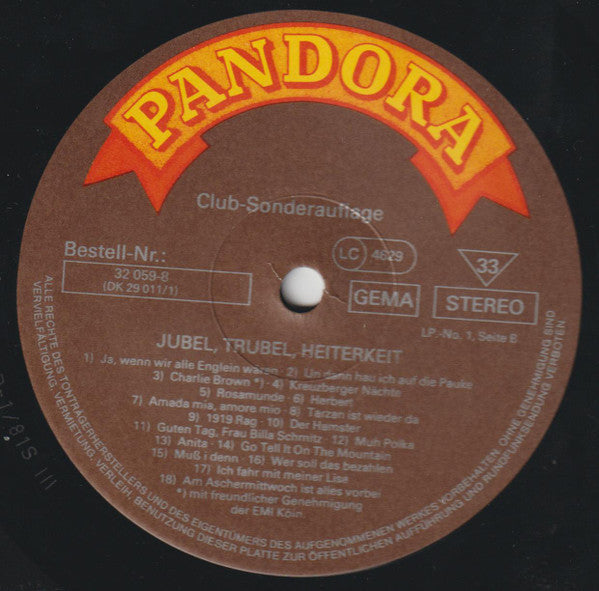 PANDORA
Club-Sonderauflage
Bestell-Nr.:
32 059-8
(DK 29 011/1)
LC 4629
33
GEMA
STEREO
LP.-No. 1, Seite B
JUBEL, TRUBEL, HEITERKEIT
1) Ja, wenn wir alle Englein wären · 2) Un dann hau ich auf die Pauke
3) Charlie Brown *) · 4) Kreuzberger Nächte
5) Rosamunde · 6) Herbert
7) Amada mia, amore mio · 8) Tarzan ist wieder da
9) 1919 Rag · 10) Der Hamster
11) Guten Tag, Frau Billa Schmitz · 12) Muh Polka
13) Anita · 14) Go Tell It On The Mountain
15) Muß i denn · 16) Wer soll das bezahlen
17) Ich fahr mit meiner Lise
18) Am Aschermittwoch ist alles vorbei
*) mit freundlicher Genehmigung
der EMI Köln
ALLE RECHTE DES TONTRÄGERHERSTELLERS UND DES EIGENTÜMERS DES AUFGENOMMENEN WERKES VORBEHALTEN. OHNE GENEHMIGUNG SIND
VERVIELFÄLTIGUNG, VERMIETUNG, VERLEIH, BENUTZUNG DIESER PLATTE ZUR ÖFFENTLICHEN AUFFÜHRUNG UND RUNDFUNKSENDUNG VERBOTEN